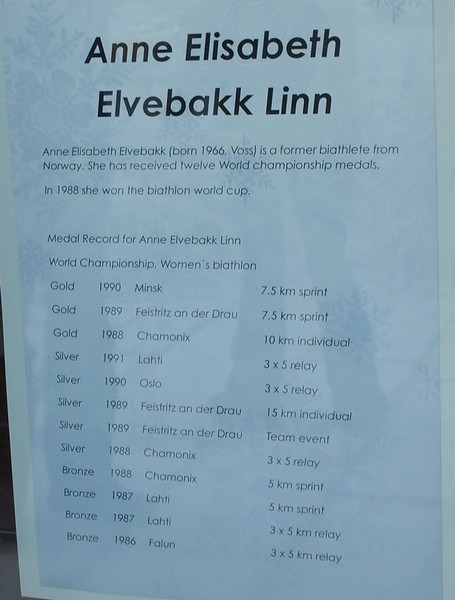 Anne Elisabeth
Elvebakk Linn
Anne Elisabeth Elvebakk (born 1966, Voss) is a former biathlete from
Norway. She has received twelve World championship medals.
In 1988 she won the biathlon world cup.
Medal Record for Anne Elvebakk Linn
World Championship, Women`s biathlon
Gold 1990 Minsk 7.5 km sprint
Gold 1989 Feistritz an der Drau 7.5 km sprint
Gold 1988 Chamonix 10 km individual
Silver 1991 Lahti 3 x 5 relay
Silver 1990 Oslo 3 x 5 relay
Silver 1989 Feistritz an der Drau 15 km individual
Silver 1989 Feistritz an der Drau Team event
Silver 1988 Chamonix 3 x 5 relay
Bronze 1988 Chamonix 5 km sprint
Bronze 1987 Lahti 5 km sprint
Bronze 1987 Lahti 3 x 5 km relay
Bronze 1986 Falun 3 x 5 km relay